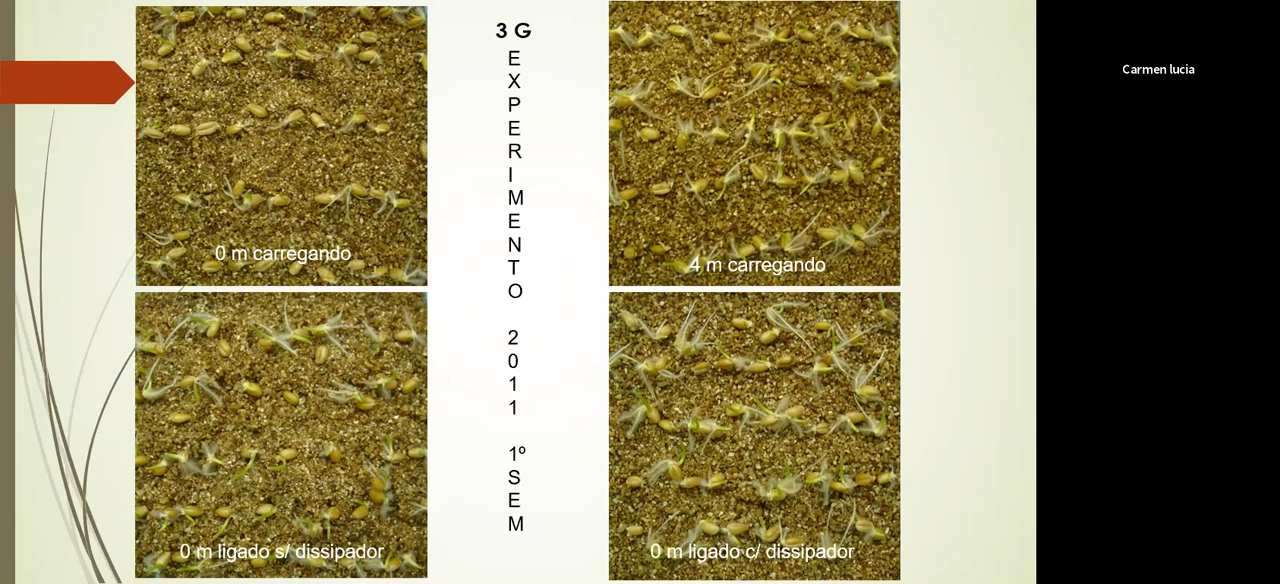 3 G
E
X
P
E
R
I
M
E
N
T
O
2
0
1
1
1º
S
E
M
0 m carregando
4 m carregando
0 m ligado s/ dissipador
0 m ligado c/ dissipador
Carmen lucia